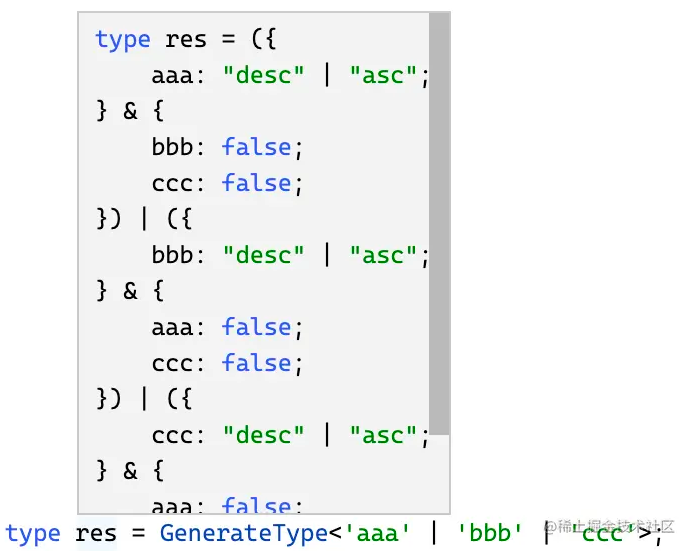 type res = ({
    aaa: "desc" | "asc";
} & {
    bbb: false;
    ccc: false;
}) | ({
    bbb: "desc" | "asc";
} & {
    aaa: false;
    ccc: false;
}) | ({
    ccc: "desc" | "asc";
} & {
    aaa: false;
type res = GenerateType<'aaa' | 'bbb' | 'ccc'>;
@稀土掘金技术社区